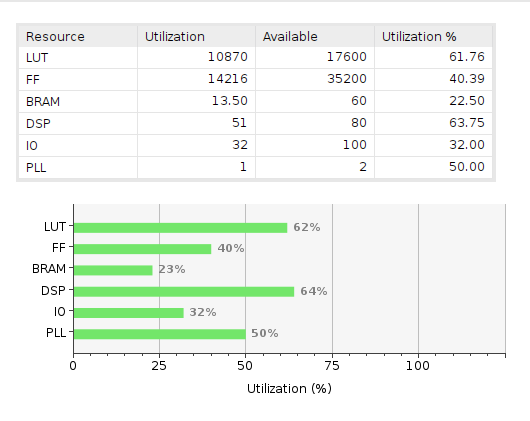 Resource Utilization Available Utilization %
LUT 10870 17600 61.76
FF 14216 35200 40.39
BRAM 13.50 60 22.50
DSP 51 80 63.75
IO 32 100 32.00
PLL 1 2 50.00
LUT 62%
FF 40%
BRAM 23%
DSP 64%
IO 32%
PLL 50%
0 25 50 75 100
Utilization (%)